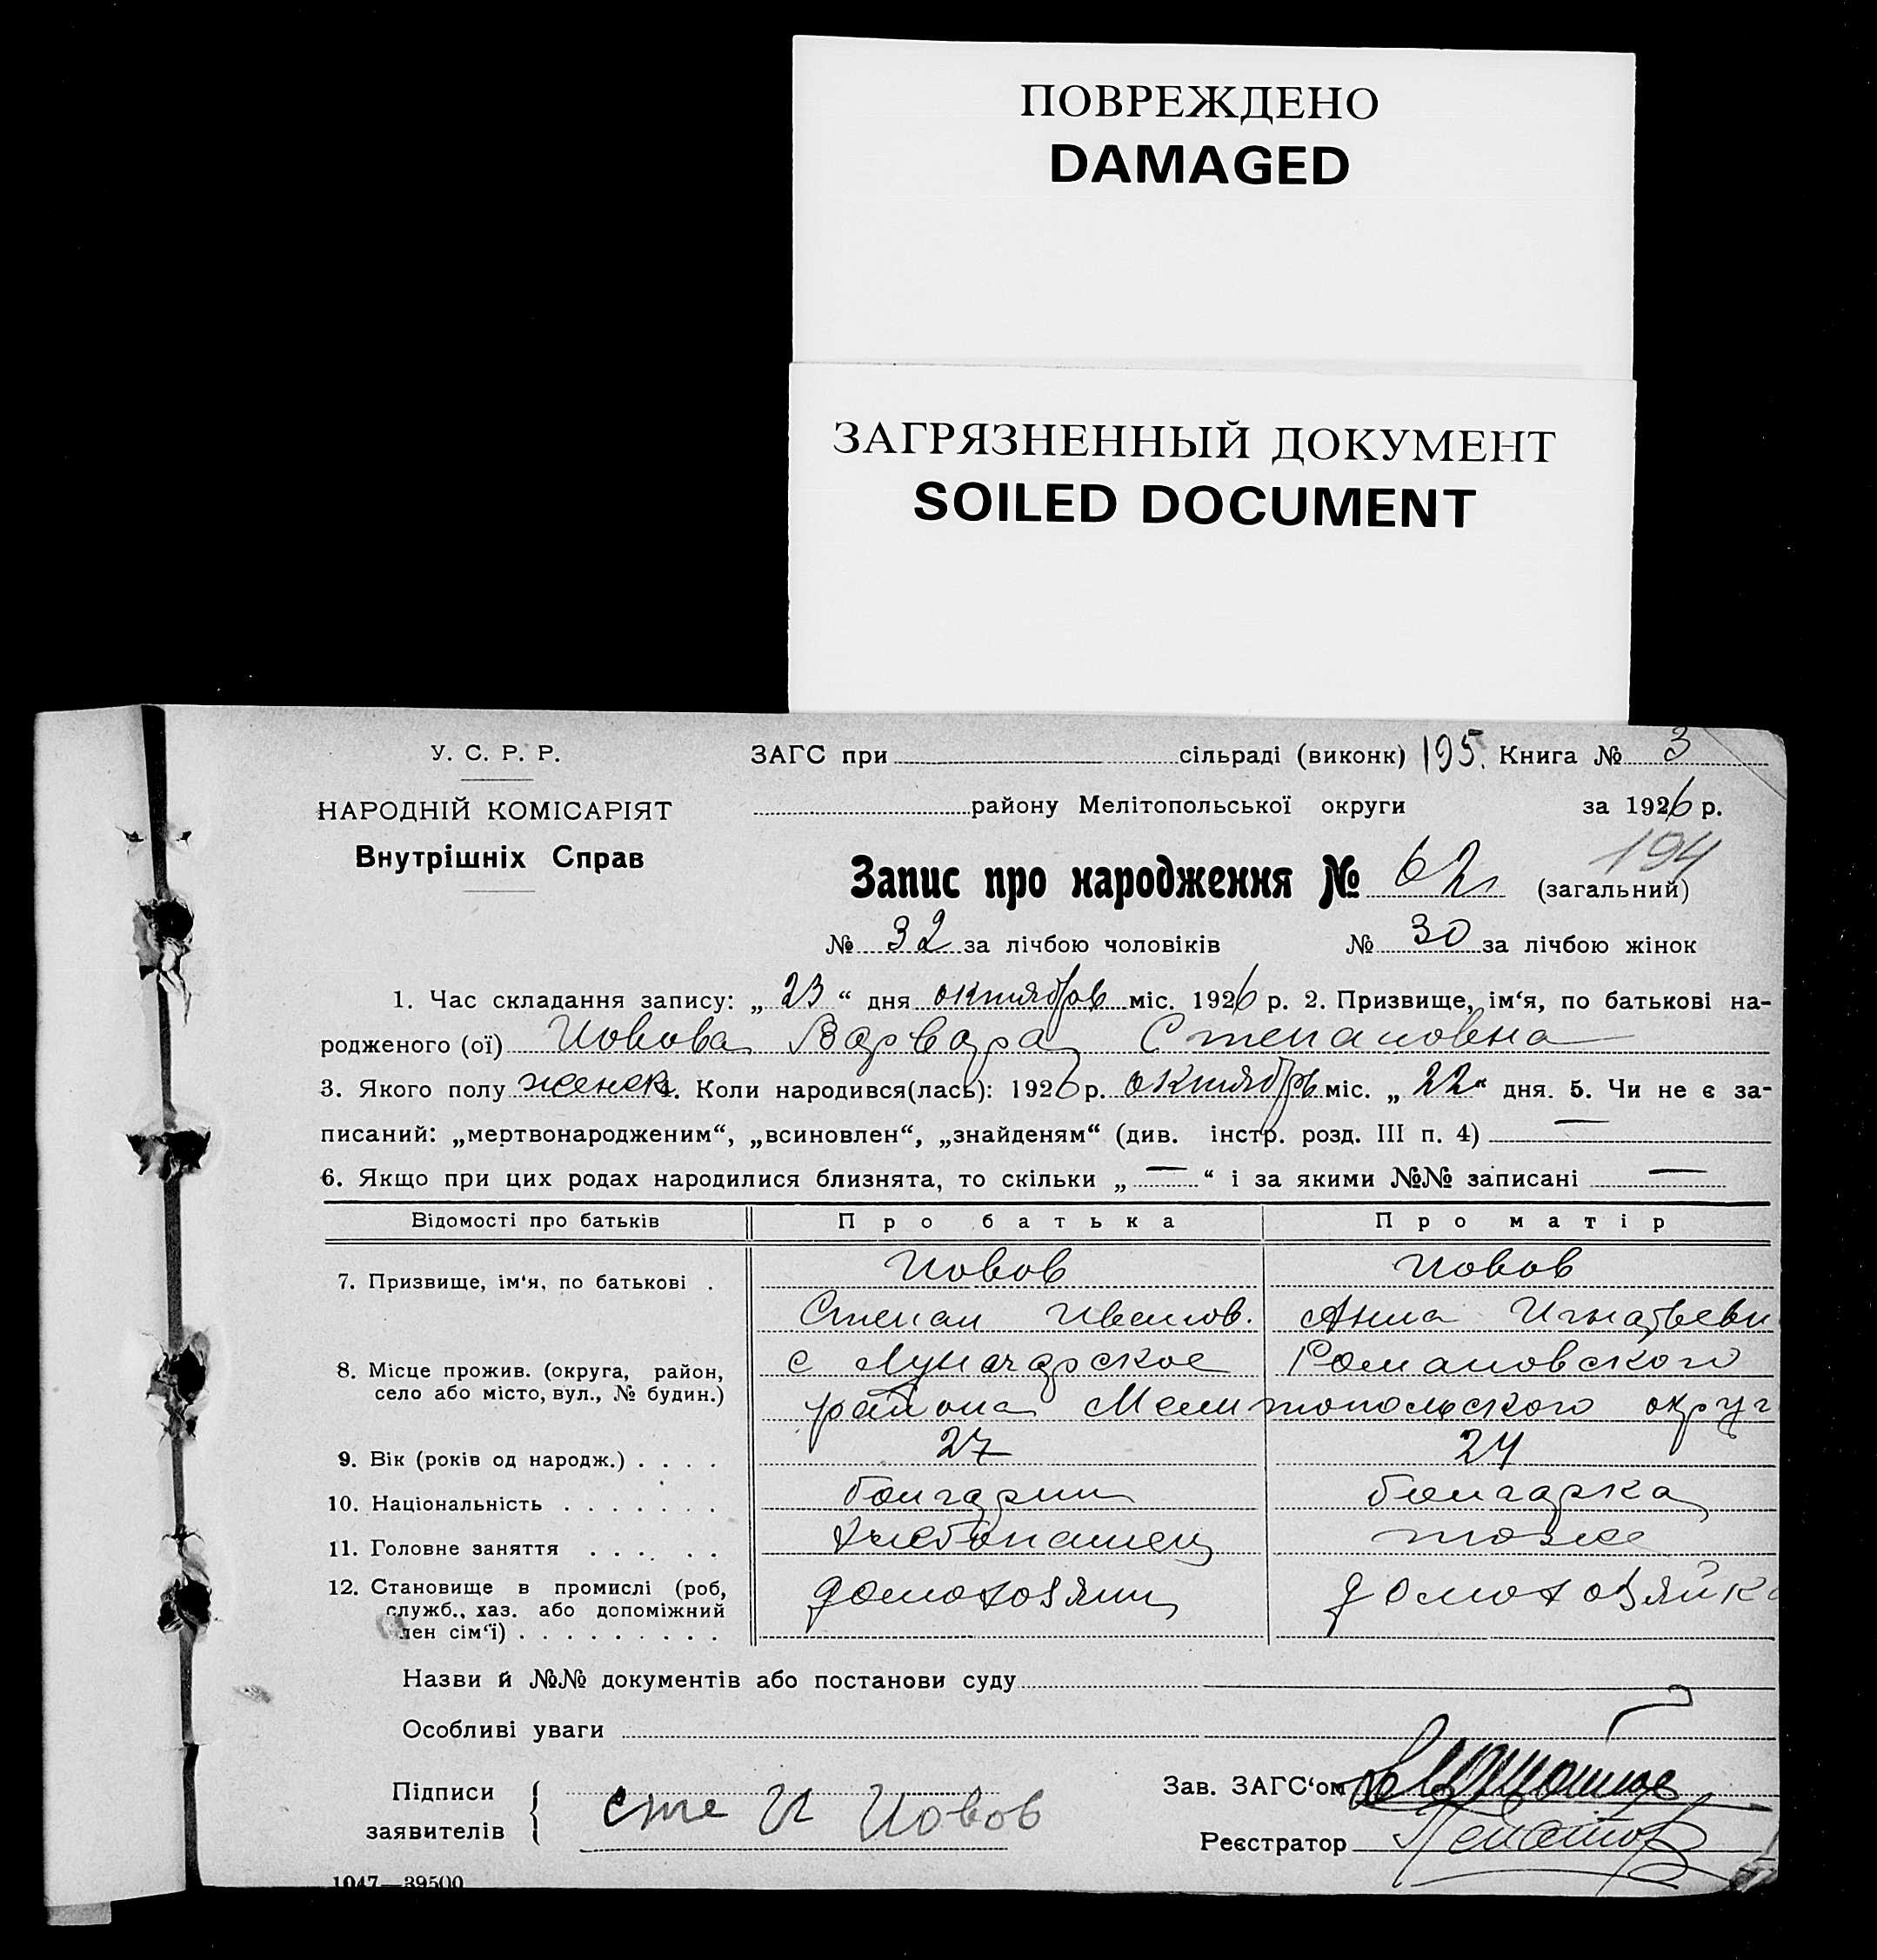 ПОВРЕЖДЕНО
DAMAGED
ЗАГРЯЗНЕННЫЙ ДОКУМЕНТ
SOILED DOCUMENT
У. С. Р. Р. ЗАГС при сільраді (виконк) 195. Книга № 3
НАРОДНІЙ КОМІСАРІЯТ району Мелітопольської округи за 1926 р.
Внутрішніх Справ
194
Запис про народження № 62 (загальний)
№ 32 за лічбою чоловіків № 30 за лічбою жінок
1. Час складання запису: „ 23 “ дня октября міс. 1926 р. 2. Призвище, ім‘я, по батькові на-
родженого (ої) Иовова Варвара Степановна
3. Якого полу женск 4. Коли народився(лась): 1926 р. октября міс. „ 22 “ дня. 5. Чи не є за-
писаний: „мертвонародженим“, „всиновлен“, „знайденям“ (див. інстр. розд. III п. 4) —
6. Якщо при цих родах народилися близнята, то скільки „ — “ і за якими №№ записані —
Відомості про батьків Про батька Про матір
7. Призвище, ім‘я, по батькові . Иовов Иовов
Степан Иванов. Анна Игнатьевн
8. Місце прожив. (округа, район, с Луначарское Романовского
село або місто, вул., № будин.) района Мелитопольского округ
9. Вік (років од народж.) . . . . 27 24
10. Національність . . . . . . . болгарин болгарка
11. Головне заняття . . . . . . хлебопашец тоже
12. Становище в промислі (роб, домохозяин домохозяйка
служб., хаз. або допоміжний
лен сім‘ї) . . . . . . . . .
Назви й №№ документів або постанови суду
Особливі уваги
Підписи Зав. ЗАГС‘ом
заявителів Сте И Иовов Реєстратор
1047—39500